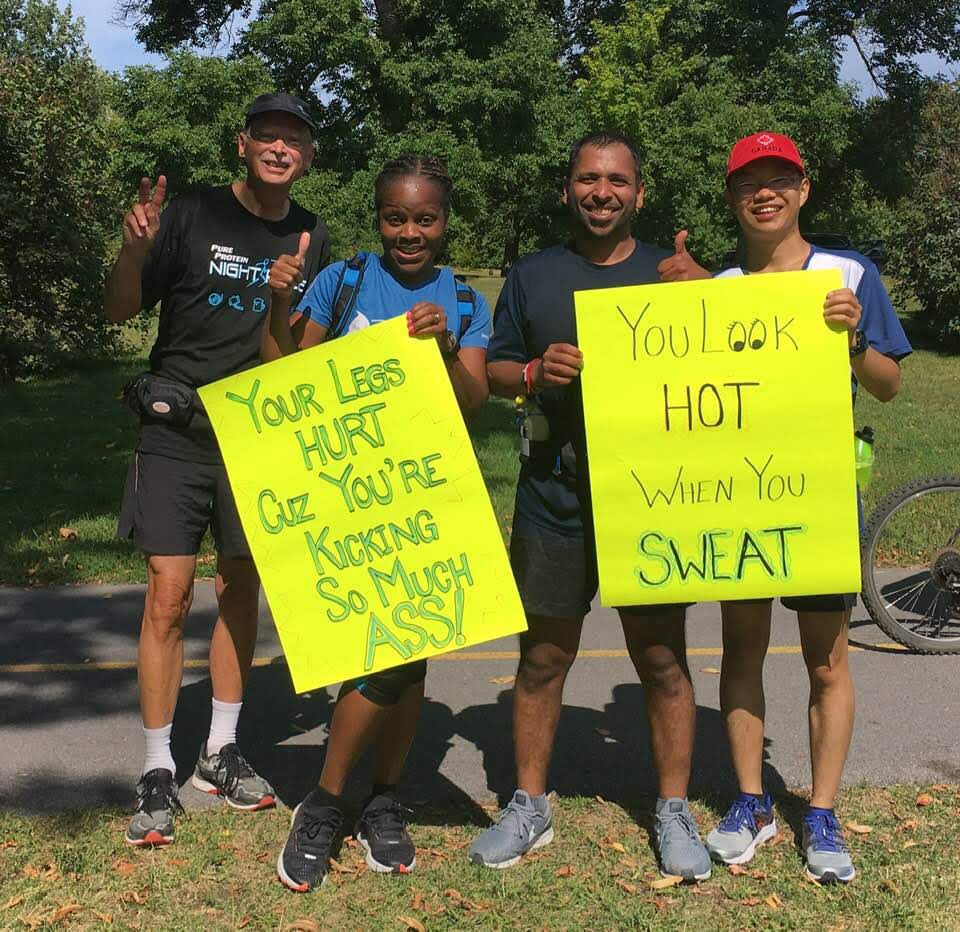 PURE
PROTEIN
NIGHT
CANADA
YOUR LEGS
HURT
CUZ YOU'RE
KICKING
SO MUCH
ASS!
YOU LOOK
HOT
WHEN YOU
SWEAT